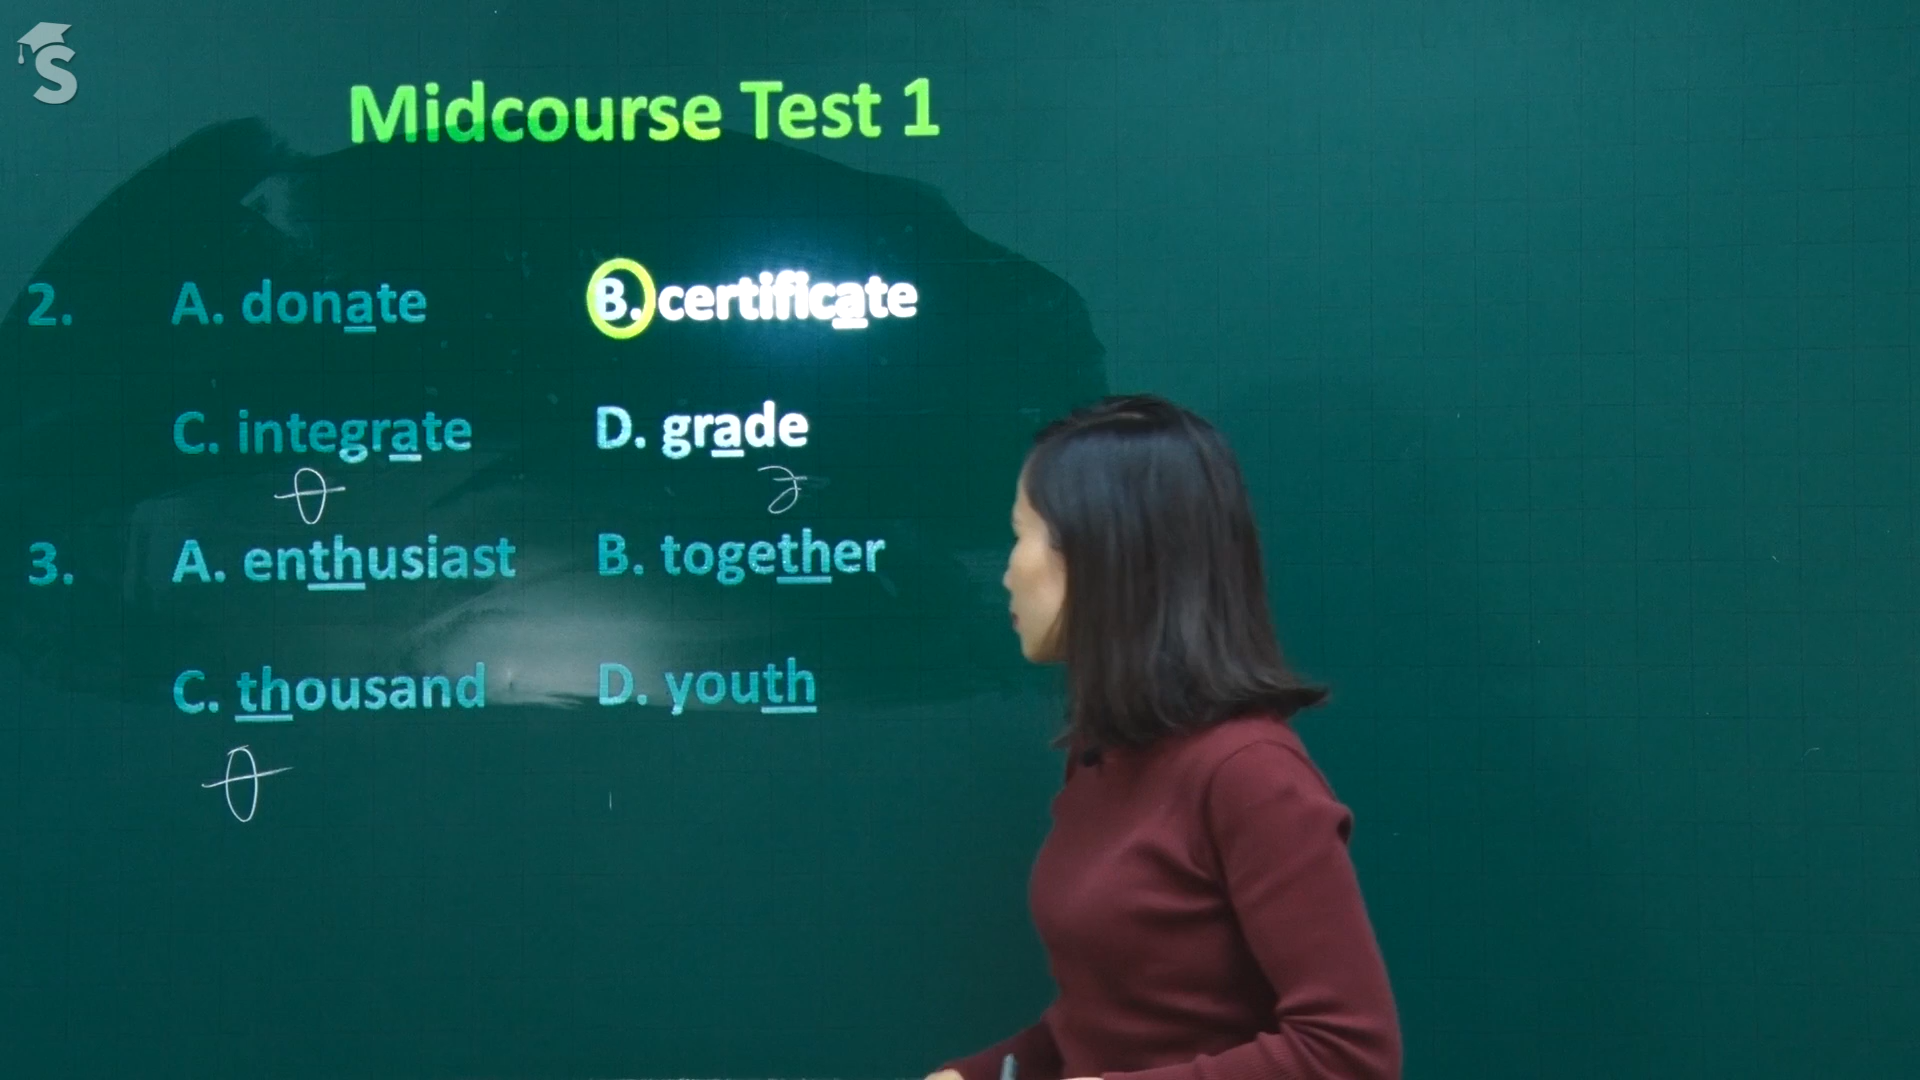 S
Midcourse Test 1
2. A. donate B. certificate
C. integrate D. grade
θ ð
3. A. enthusiast B. together
C. thousand D. youth
θ